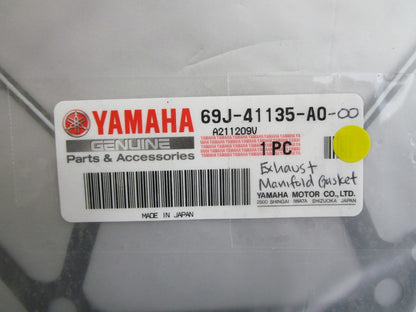 YAMAHA 69J-41135-A0-00
GENUINE A211209V
Parts & Accessories 1 PC
Exhaust
Manifold Gasket
YAMAHA MOTOR CO., LTD.
2500 SHINGAI IWATA SHIZUOKA JAPAN
MADE IN JAPAN